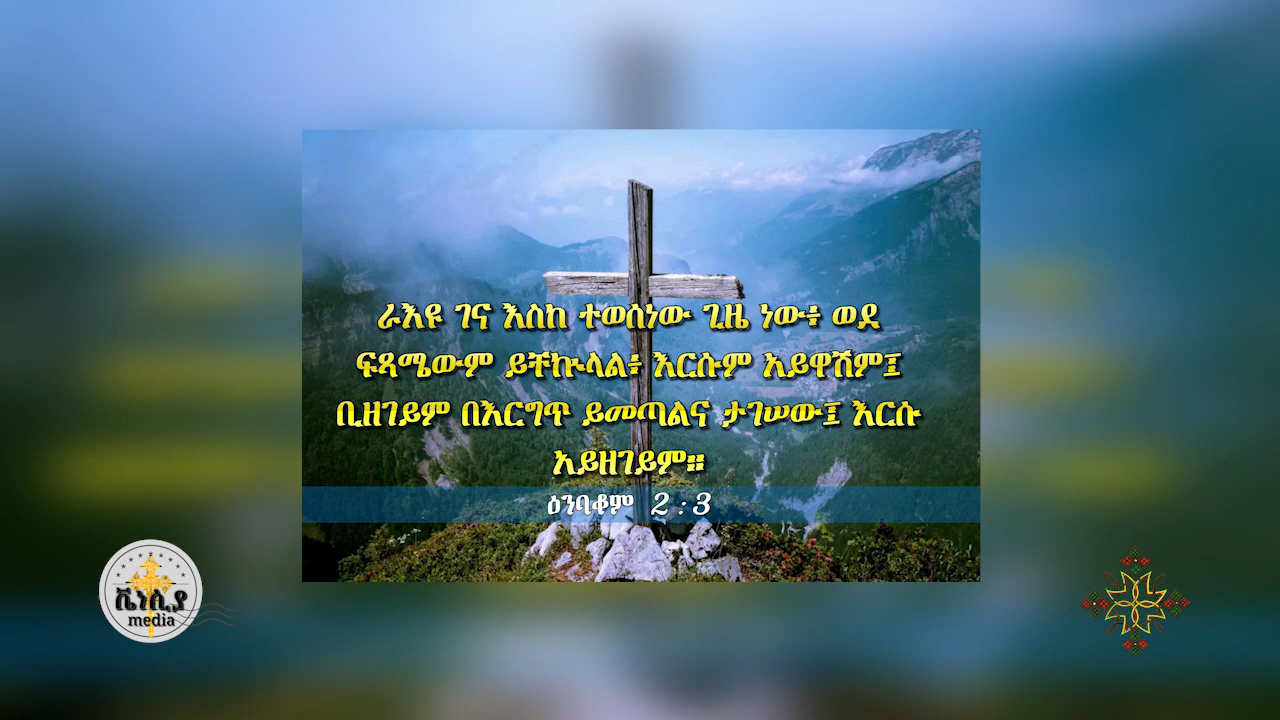 ራእዩ ገና እስከ ተወሰነው ጊዜ ነው፥ ወደ
ፍጻሜውም ይቸኩላል፥ እርሱም አይዋሽም፤
ቢዘገይም በእርግጥ ይመጣልና ታገሠው፤ እርሱ
አይዘገይም።
ዕንባቆም 2 : 3
ቬነሲያ
media